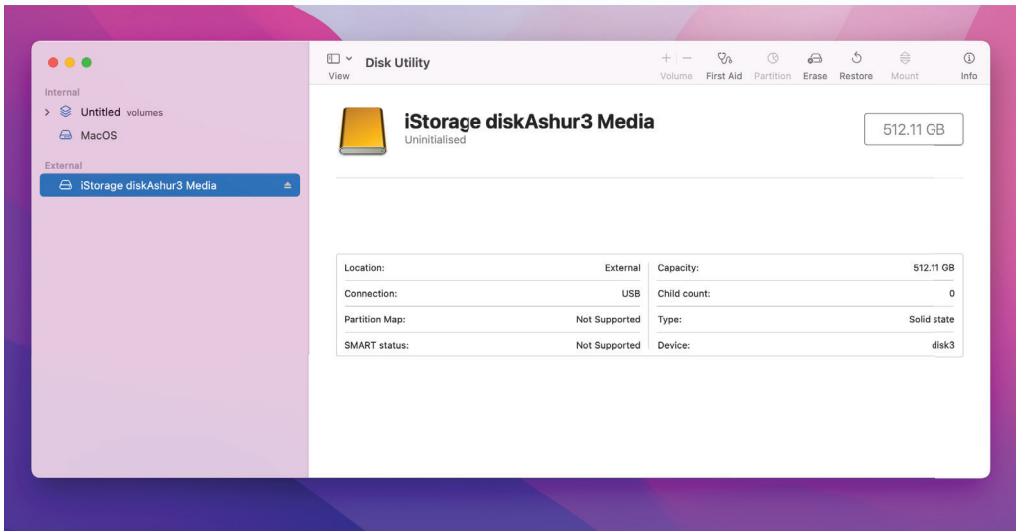 Disk Utility
View
Volume First Aid Partition Erase Restore Mount Info
Internal
Untitled volumes
MacOS
External
iStorage diskAshur3 Media
iStorage diskAshur3 Media
Uninitialised
512.11 GB
Location: External Capacity: 512.11 GB
Connection: USB Child count: 0
Partition Map: Not Supported Type: Solid state
SMART status: Not Supported Device: disk3